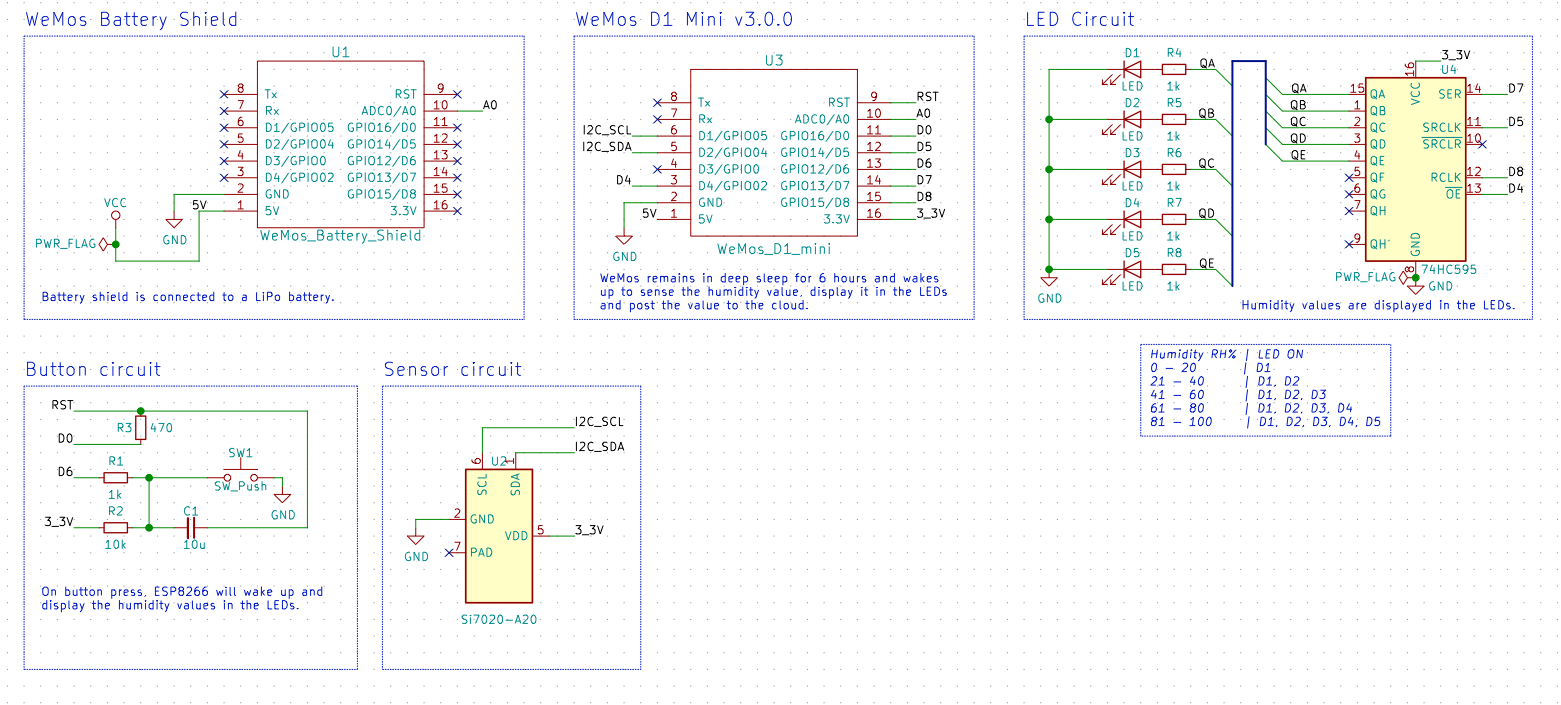 WeMos Battery Shield
U1
8 Tx RST 9
7 Rx ADC0/A0 10 A0
6 D1/GPIO05 GPIO16/D0 11
5 D2/GPIO04 GPIO14/D5 12
4 D3/GPIO0 GPIO12/D6 13
3 D4/GPIO02 GPIO13/D7 14
2 GND GPIO15/D8 15
5V 1 5V 3.3V 16
VCC
GND
PWR_FLAG
WeMos_Battery_Shield
Battery shield is connected to a LiPo battery.
WeMos D1 Mini v3.0.0
U3
8 Tx RST 9 RST
7 Rx ADC0/A0 10 A0
I2C_SCL 6 D1/GPIO05 GPIO16/D0 11 D0
I2C_SDA 5 D2/GPIO04 GPIO14/D5 12 D5
4 D3/GPIO0 GPIO12/D6 13 D6
D4 3 D4/GPIO02 GPIO13/D7 14 D7
2 GND GPIO15/D8 15 D8
5V 1 5V 3.3V 16 3_3V
GND
WeMos_D1_mini
WeMos remains in deep sleep for 6 hours and wakes
up to sense the humidity value, display it in the LEDs
and post the value to the cloud.
LED Circuit
D1 R4 QA
LED 1k
D2 R5 QB
LED 1k
D3 R6 QC
LED 1k
D4 R7 QD
LED 1k
D5 R8 QE
LED 1k
GND
3_3V
U4
16
VCC
QA 15 QA SER 14 D7
QB 1 QB
QC 2 QC SRCLK 11 D5
QD 3 QD SRCLR 10
QE 4 QE
5 QF RCLK 12 D8
6 QG OE 13 D4
7 QH
9 QH'
GND
8
74HC595
PWR_FLAG
GND
Humidity values are displayed in the LEDs.
Humidity RH% | LED ON
0 – 20 | D1
21 – 40 | D1, D2
41 – 60 | D1, D2, D3
61 – 80 | D1, D2, D3, D4
81 – 100 | D1, D2, D3, D4, D5
Button circuit
RST
R3 470
D0
SW1
D6 R1
1k
SW_Push
GND
R2 C1
3_3V
10k 10u
On button press, ESP8266 will wake up and
display the humidity values in the LEDs.
Sensor circuit
I2C_SCL
I2C_SDA
6 U2 1
SCL SDA
2 GND
VDD 5 3_3V
GND
7 PAD
Si7020-A20